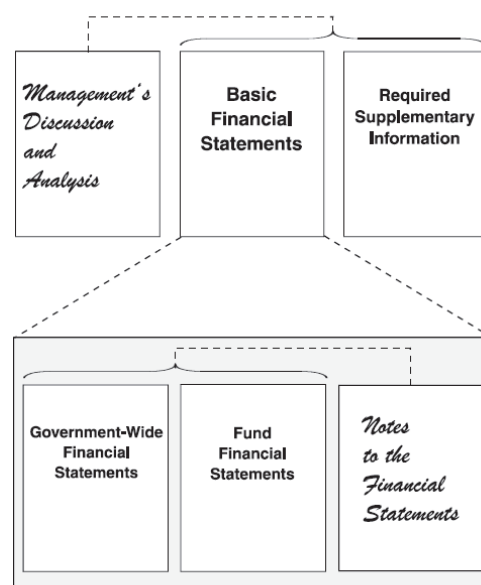 Management's
Discussion
and
Analysis
Basic
Financial
Statements
Required
Supplementary
Information
Government-Wide
Financial
Statements
Fund
Financial
Statements
Notes
to the
Financial
Statements